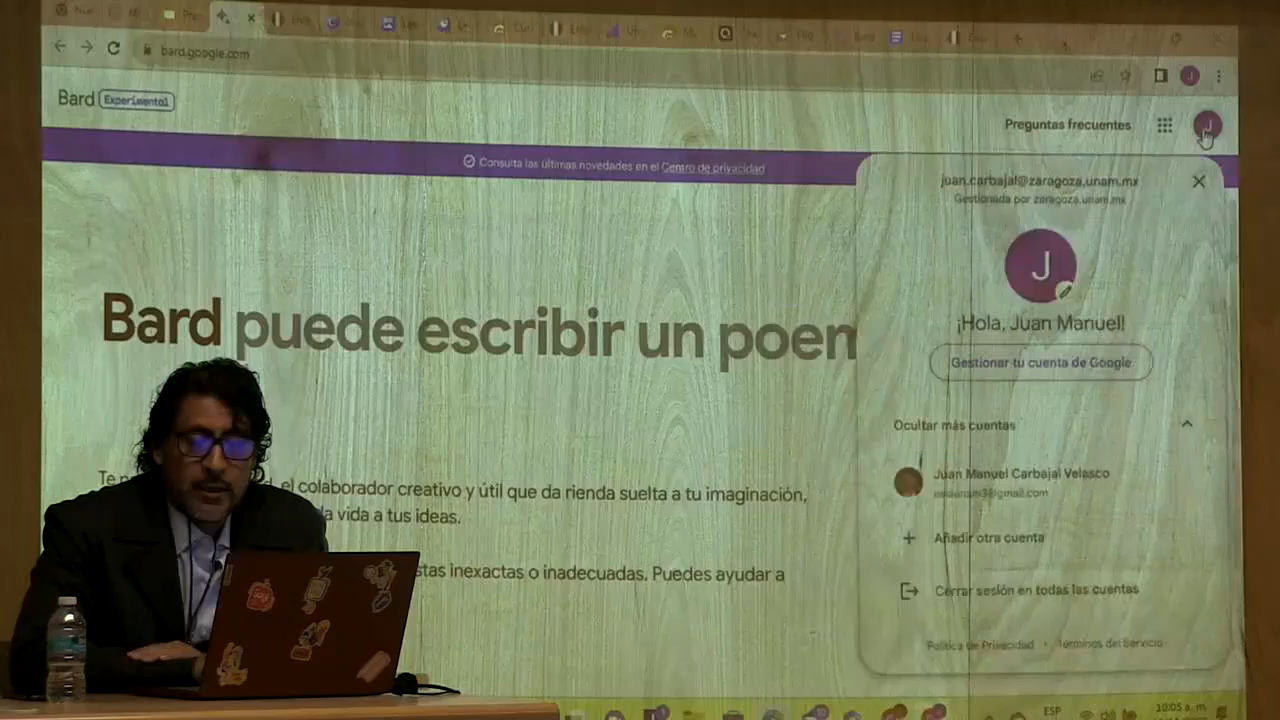 bard.google.com
Bard Experimental
Preguntas frecuentes
J
Consulta las últimas novedades en el Centro de privacidad
juan.carbajal@zaragoza.unam.mx
Gestionada por zaragoza.unam.mx
J
¡Hola, Juan Manuel!
Gestionar tu cuenta de Google
Bard puede escribir un poem
Ocultar más cuentas
Juan Manuel Carbajal Velasco
Te
el colaborador creativo y útil que da rienda suelta a tu imaginación,
la vida a tus ideas.
Añadir otra cuenta
stas inexactas o inadecuadas. Puedes ayudar a
Cerrar sesión en todas las cuentas
Política de Privacidad · Términos del Servicio
ESP
10:05 a. m.